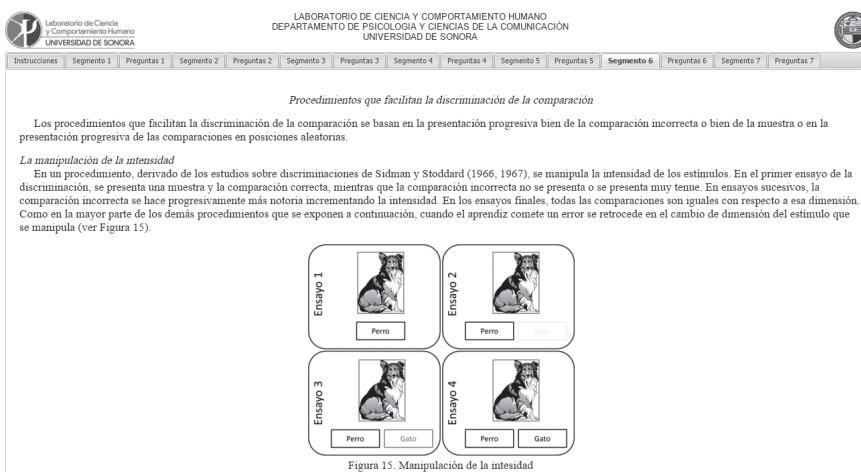 Laboratorio de Ciencia
y Comportamiento Humano
UNIVERSIDAD DE SONORA
LABORATORIO DE CIENCIA Y COMPORTAMIENTO HUMANO
DEPARTAMENTO DE PSICOLOGIA Y CIENCIAS DE LA COMUNICACIÓN
UNIVERSIDAD DE SONORA
Instrucciones Segmento 1 Preguntas 1 Segmento 2 Preguntas 2 Segmento 3 Preguntas 3 Segmento 4 Preguntas 4 Segmento 5 Preguntas 5 Segmento 6 Preguntas 6 Segmento 7 Preguntas 7
Procedimientos que facilitan la discriminación de la comparación
Los procedimientos que facilitan la discriminación de la comparación se basan en la presentación progresiva bien de la comparación incorrecta o bien de la muestra o en la
presentación progresiva de las comparaciones en posiciones aleatorias.
La manipulación de la intensidad
En un procedimiento, derivado de los estudios sobre discriminaciones de Sidman y Stoddard (1966, 1967), se manipula la intensidad de los estímulos. En el primer ensayo de la
discriminación, se presenta una muestra y la comparación correcta, mientras que la comparación incorrecta no se presenta o se presenta muy tenue. En ensayos sucesivos, la
comparación incorrecta se hace progresivamente más notoria incrementando la intensidad. En los ensayos finales, todas las comparaciones son iguales con respecto a esa dimensión.
Como en la mayor parte de los demás procedimientos que se exponen a continuación, cuando el aprendiz comete un error se retrocede en el cambio de dimensión del estímulo que
se manipula (ver Figura 15).
Ensayo 1
Perro
Ensayo 2
Perro Gato
Ensayo 3
Perro Gato
Ensayo 4
Perro Gato
Figura 15. Manipulación de la intesidad